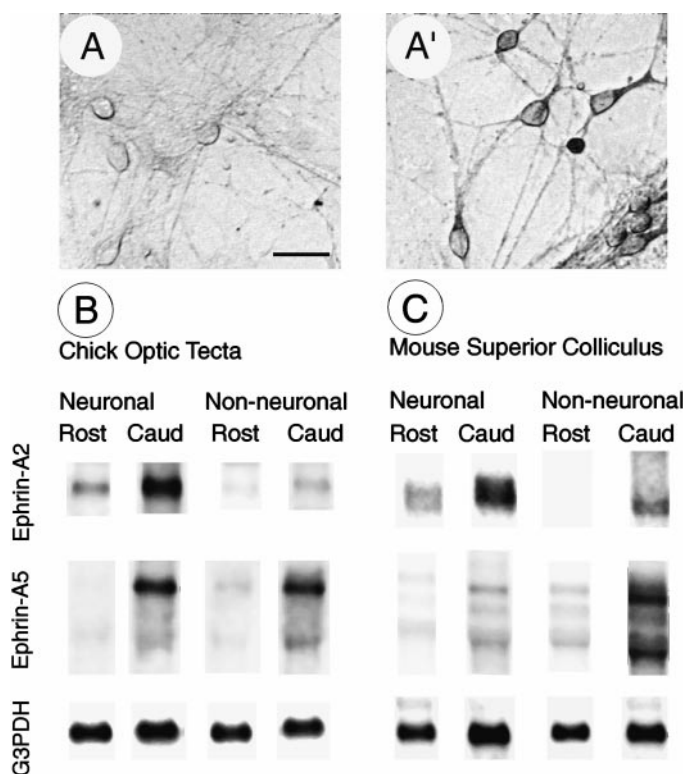 A A'
B C
Chick Optic Tecta Mouse Superior Colliculus
Neuronal Non-neuronal Neuronal Non-neuronal
Rost Caud Rost Caud Rost Caud Rost Caud
Ephrin-A2
Ephrin-A5
G3PDH